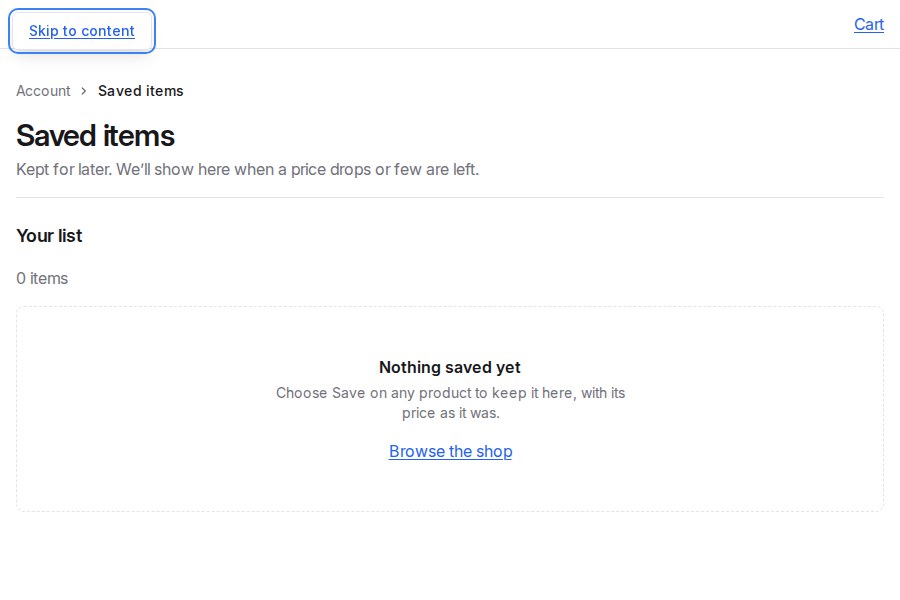 Skip to content
Cart
Account > Saved items
Saved items
Kept for later. We’ll show here when a price drops or few are left.
Your list
0 items
Nothing saved yet
Choose Save on any product to keep it here, with its
price as it was.
Browse the shop